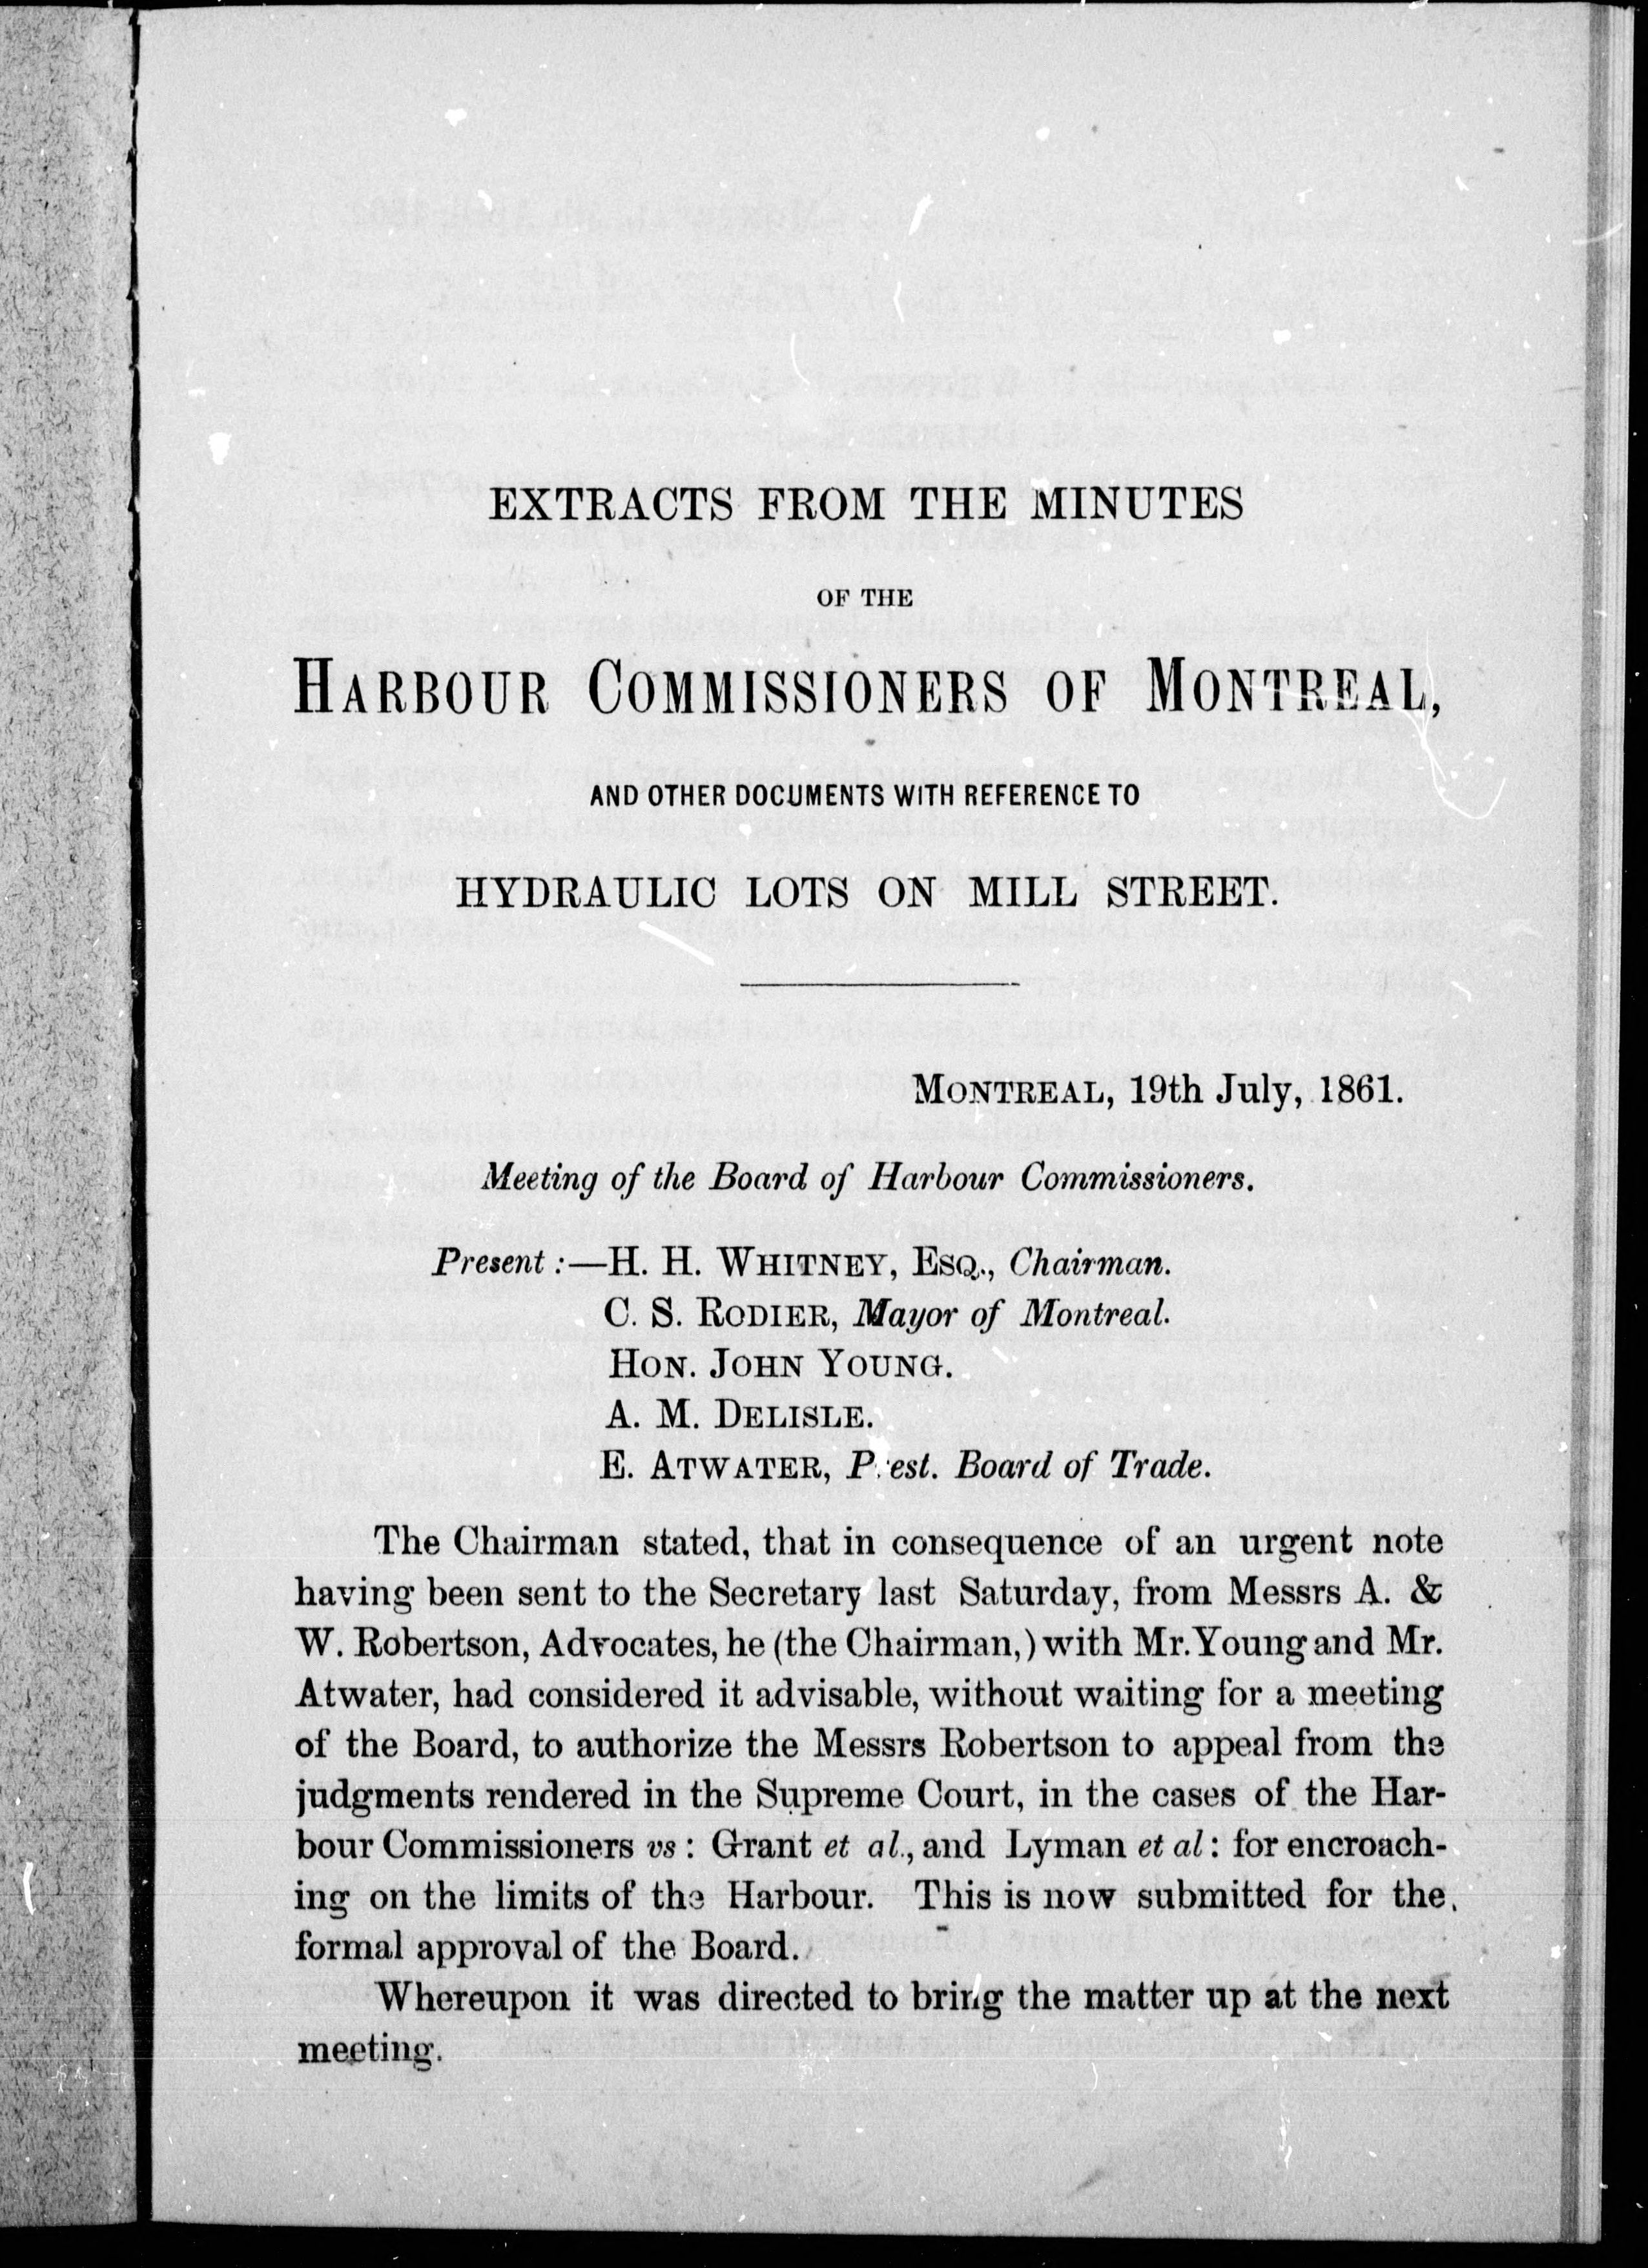 EXTRACTS FROM THE MINUTES
OF THE
HARBOUR COMMISSIONERS OF MONTREAL,
AND OTHER DOCUMENTS WITH REFERENCE TO
HYDRAULIC LOTS ON MILL STREET.
MONTREAL, 19th July, 1861.
Meeting of the Board of Harbour Commissioners.
Present :—H. H. WHITNEY, ESQ., Chairman.
C. S. RODIER, Mayor of Montreal.
HON. JOHN YOUNG.
A. M. DELISLE.
E. ATWATER, Prest. Board of Trade.
The Chairman stated, that in consequence of an urgent note
having been sent to the Secretary last Saturday, from Messrs A. &
W. Robertson, Advocates, he (the Chairman,) with Mr. Young and Mr.
Atwater, had considered it advisable, without waiting for a meeting
of the Board, to authorize the Messrs Robertson to appeal from the
judgments rendered in the Supreme Court, in the cases of the Har-
bour Commissioners vs : Grant et al., and Lyman et al : for encroach-
ing on the limits of the Harbour. This is now submitted for the
formal approval of the Board.
Whereupon it was directed to bring the matter up at the next
meeting.